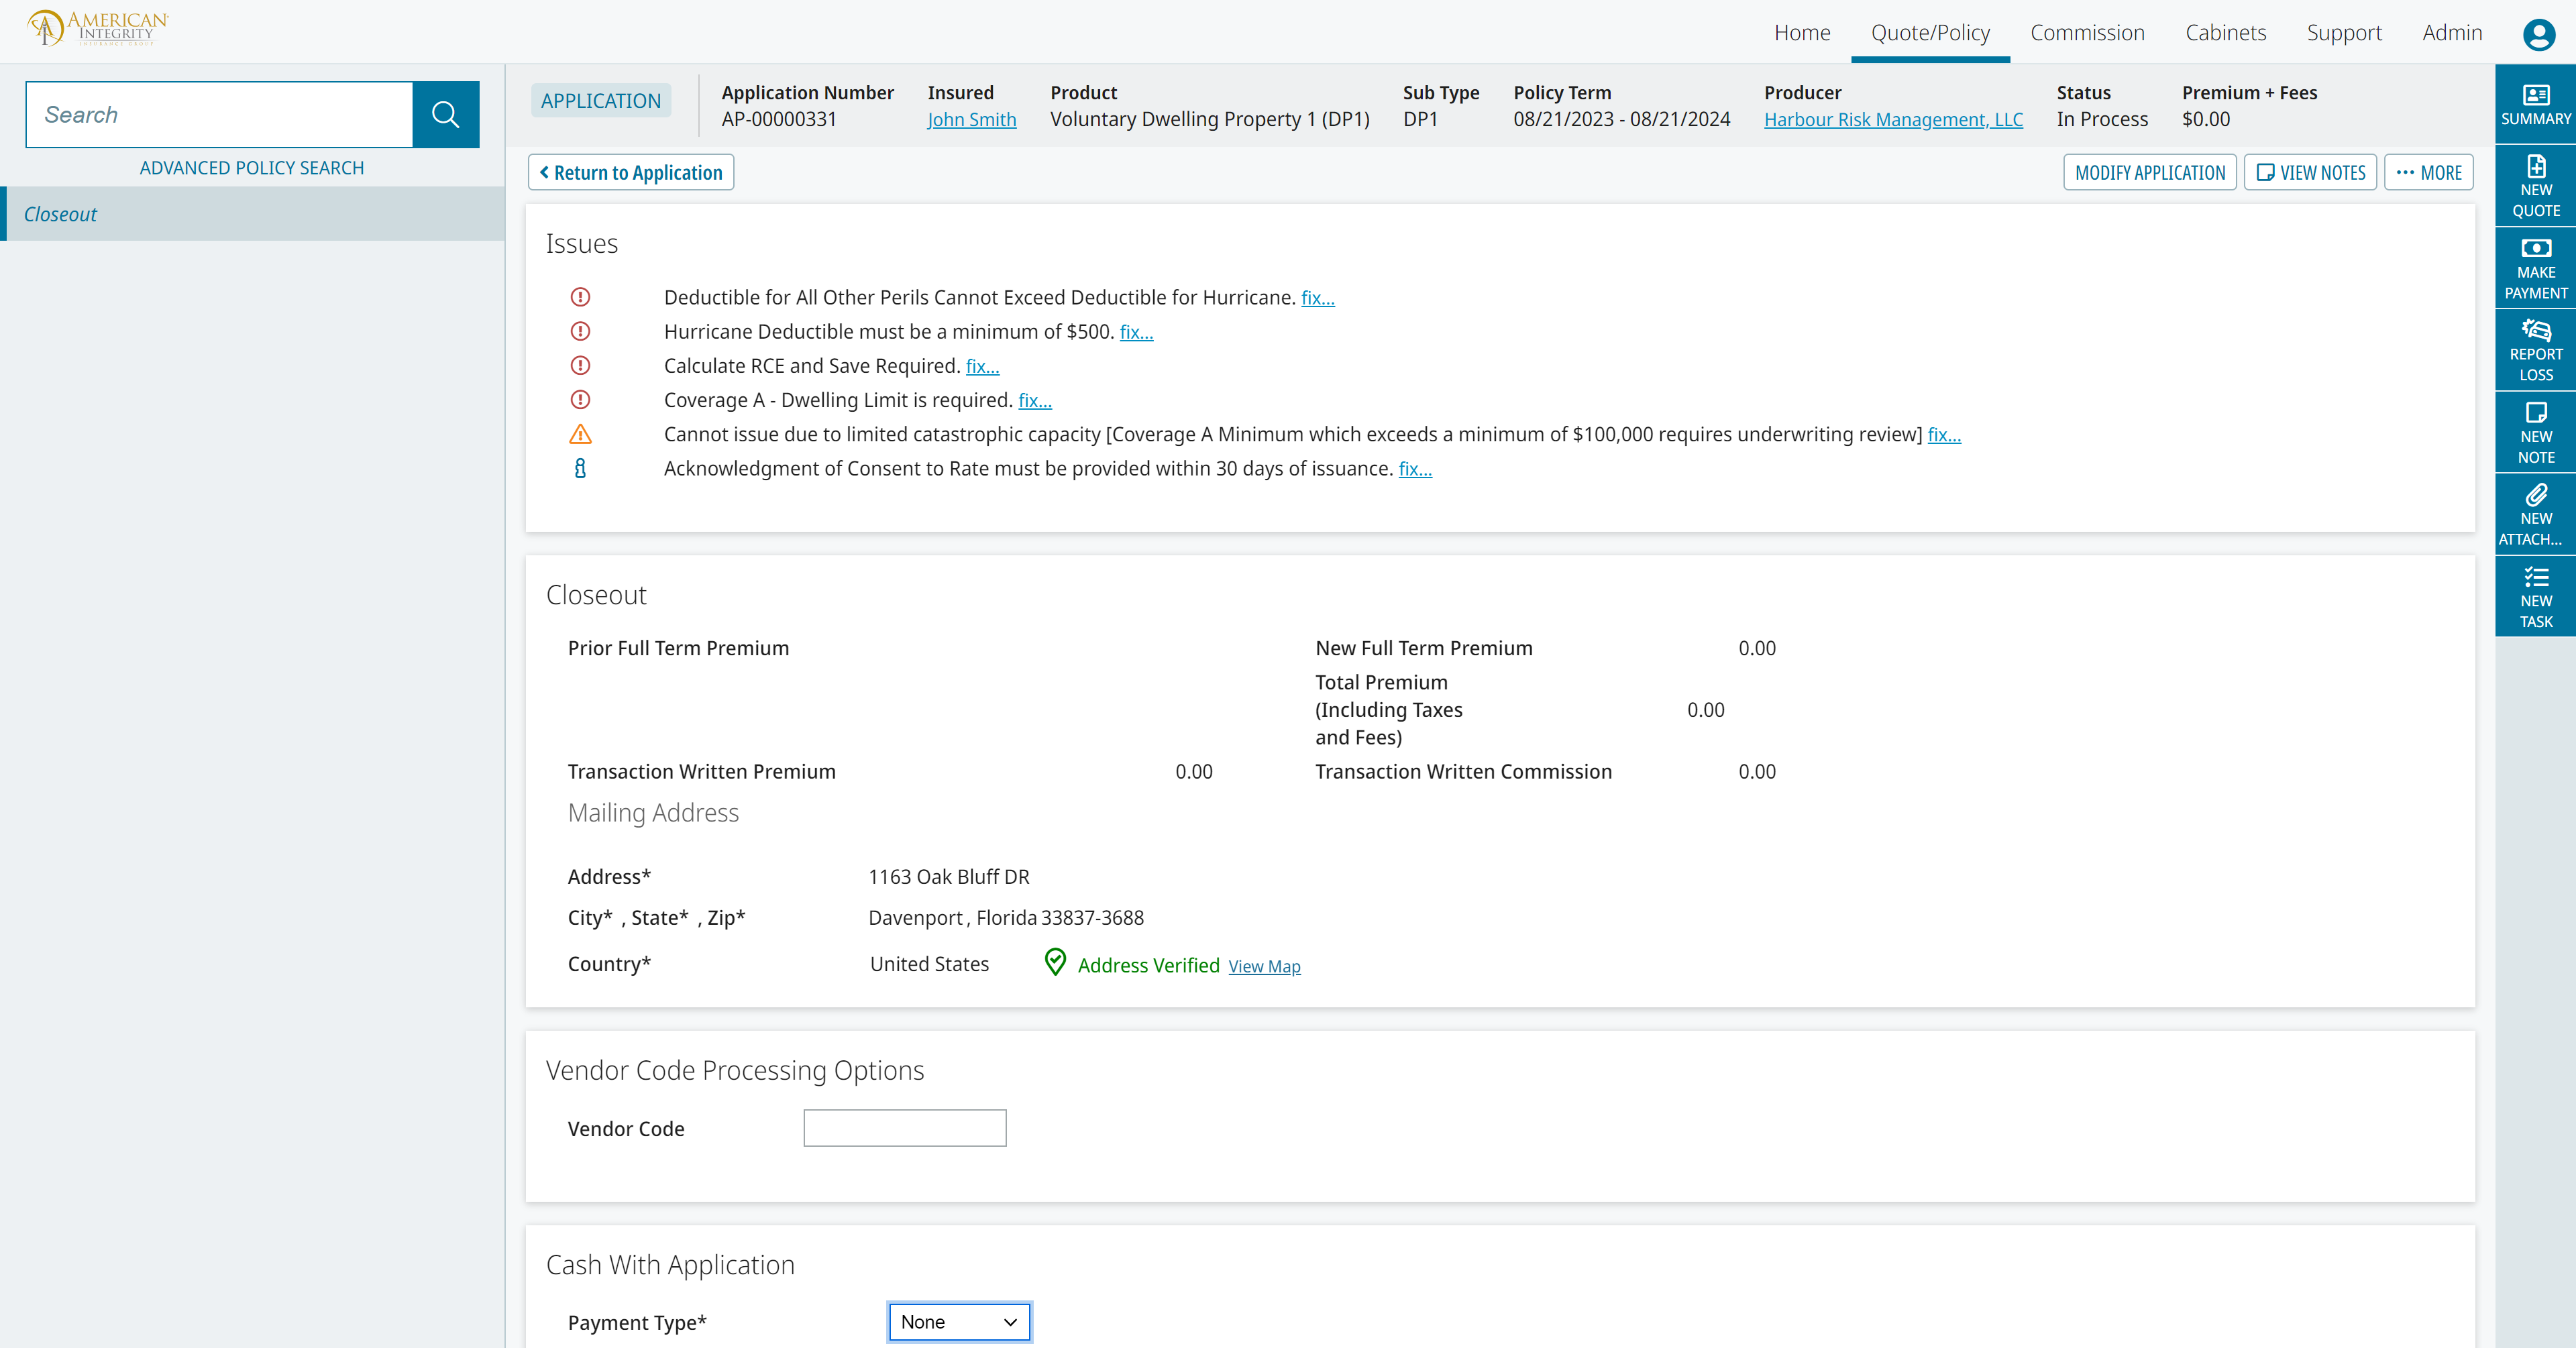 AMERICAN
INTEGRITY
INSURANCE GROUP
Home
Quote/Policy
Commission
Cabinets
Support
Admin
Search
ADVANCED POLICY SEARCH
Closeout
APPLICATION
Application Number
AP-00000331
Insured
John Smith
Product
Voluntary Dwelling Property 1 (DP1)
Sub Type
DP1
Policy Term
08/21/2023 - 08/21/2024
Producer
Harbour Risk Management, LLC
Status
In Process
Premium + Fees
$0.00
Return to Application
MODIFY APPLICATION
VIEW NOTES
MORE
Issues
Deductible for All Other Perils Cannot Exceed Deductible for Hurricane. fix...
Hurricane Deductible must be a minimum of $500. fix...
Calculate RCE and Save Required. fix...
Coverage A - Dwelling Limit is required. fix...
Cannot issue due to limited catastrophic capacity [Coverage A Minimum which exceeds a minimum of $100,000 requires underwriting review] fix...
Acknowledgment of Consent to Rate must be provided within 30 days of issuance. fix...
Closeout
Prior Full Term Premium
New Full Term Premium 0.00
Total Premium
(Including Taxes 0.00
and Fees)
Transaction Written Premium 0.00
Transaction Written Commission 0.00
Mailing Address
Address* 1163 Oak Bluff DR
City* , State* , Zip* Davenport , Florida 33837-3688
Country* United States Address Verified View Map
Vendor Code Processing Options
Vendor Code
Cash With Application
Payment Type* None
SUMMARY
NEW
QUOTE
MAKE
PAYMENT
REPORT
LOSS
NEW
NOTE
NEW
ATTACH...
NEW
TASK